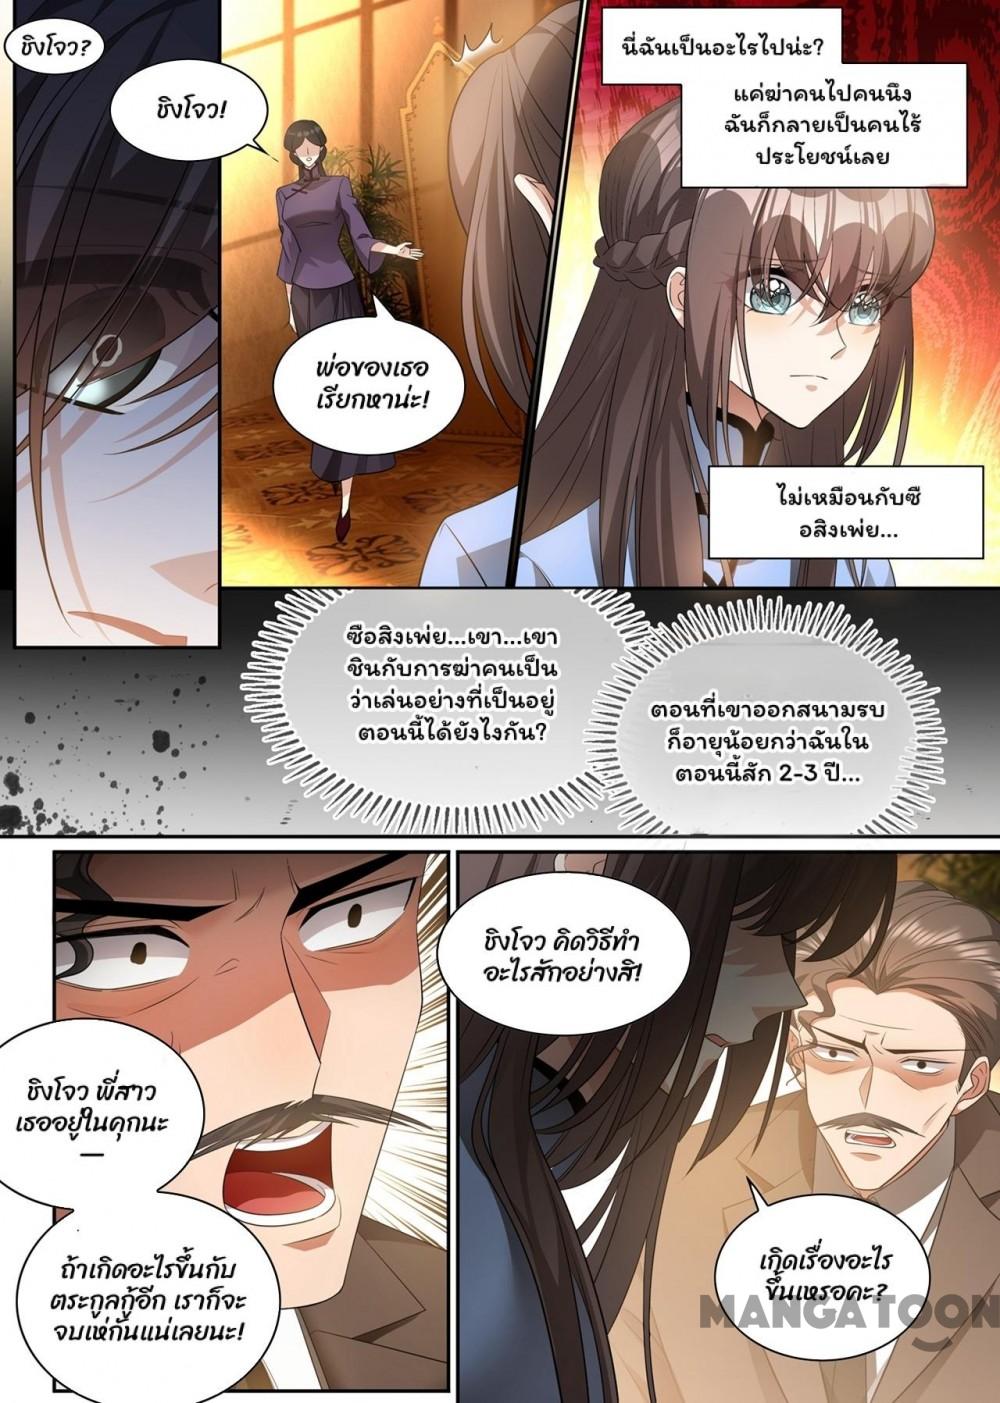 ชิงโจว?
ชิงโจว!
พ่อของเธอ
เรียกหาน่ะ!
นี่ฉันเป็นอะไรไปน่ะ?
แค่ฆ่าคนไปคนนึง
ฉันก็กลายเป็นคนไร้
ประโยชน์เลย
ไม่เหมือนกับซี
อสิงเพ่ย...
ซือสิงเพ่ย...เขา...เขา
ชินกับการฆ่าคนเป็น
ว่าเล่นอย่างที่เป็นอยู่
ตอนนี้ได้ยังไงกัน?
ตอนที่เขาออกสนามรบ
ก็อายุน้อยกว่าฉันใน
ตอนนี้สัก 2-3 ปี...
ชิงโจว คิดวิธีทำ
อะไรสักอย่างสิ!
ชิงโจว พี่สาว
เธออยู่ในคุกนะ
—
ถ้าเกิดอะไรขึ้นกับ
ตระกูลกู้อีก เราก็จะ
จบเห่กันแน่เลยนะ!
เกิดเรื่องอะไร
ขึ้นเหรอคะ?
MANGATOON